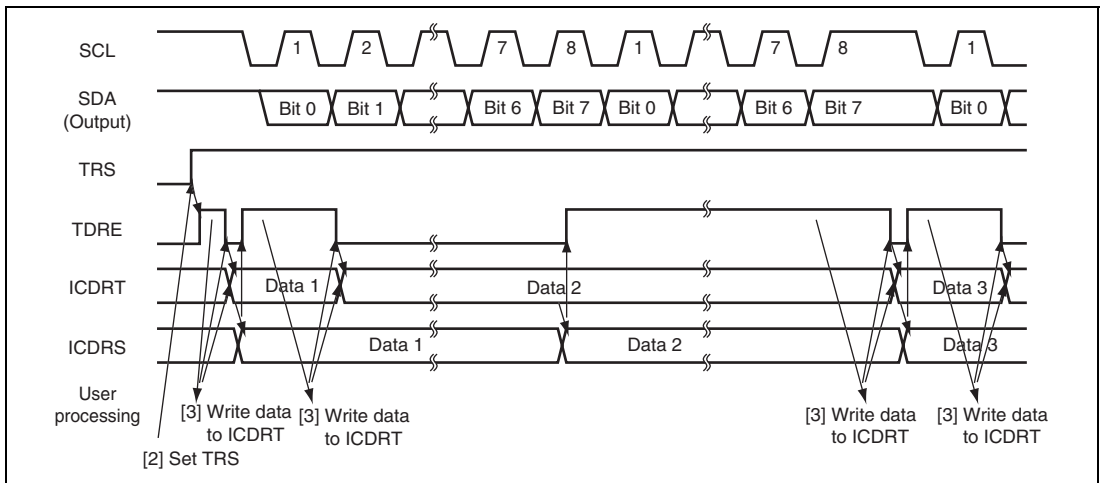 SCL 1 2 7 8 1 7 8 1
SDA
(Output) Bit 0 Bit 1 Bit 6 Bit 7 Bit 0 Bit 6 Bit 7 Bit 0
TRS
TDRE
ICDRT Data 1 Data 2 Data 3
ICDRS Data 1 Data 2 Data 3
User
processing
[3] Write data
to ICDRT
[3] Write data
to ICDRT
[3] Write data
to ICDRT
[3] Write data
to ICDRT
[2] Set TRS